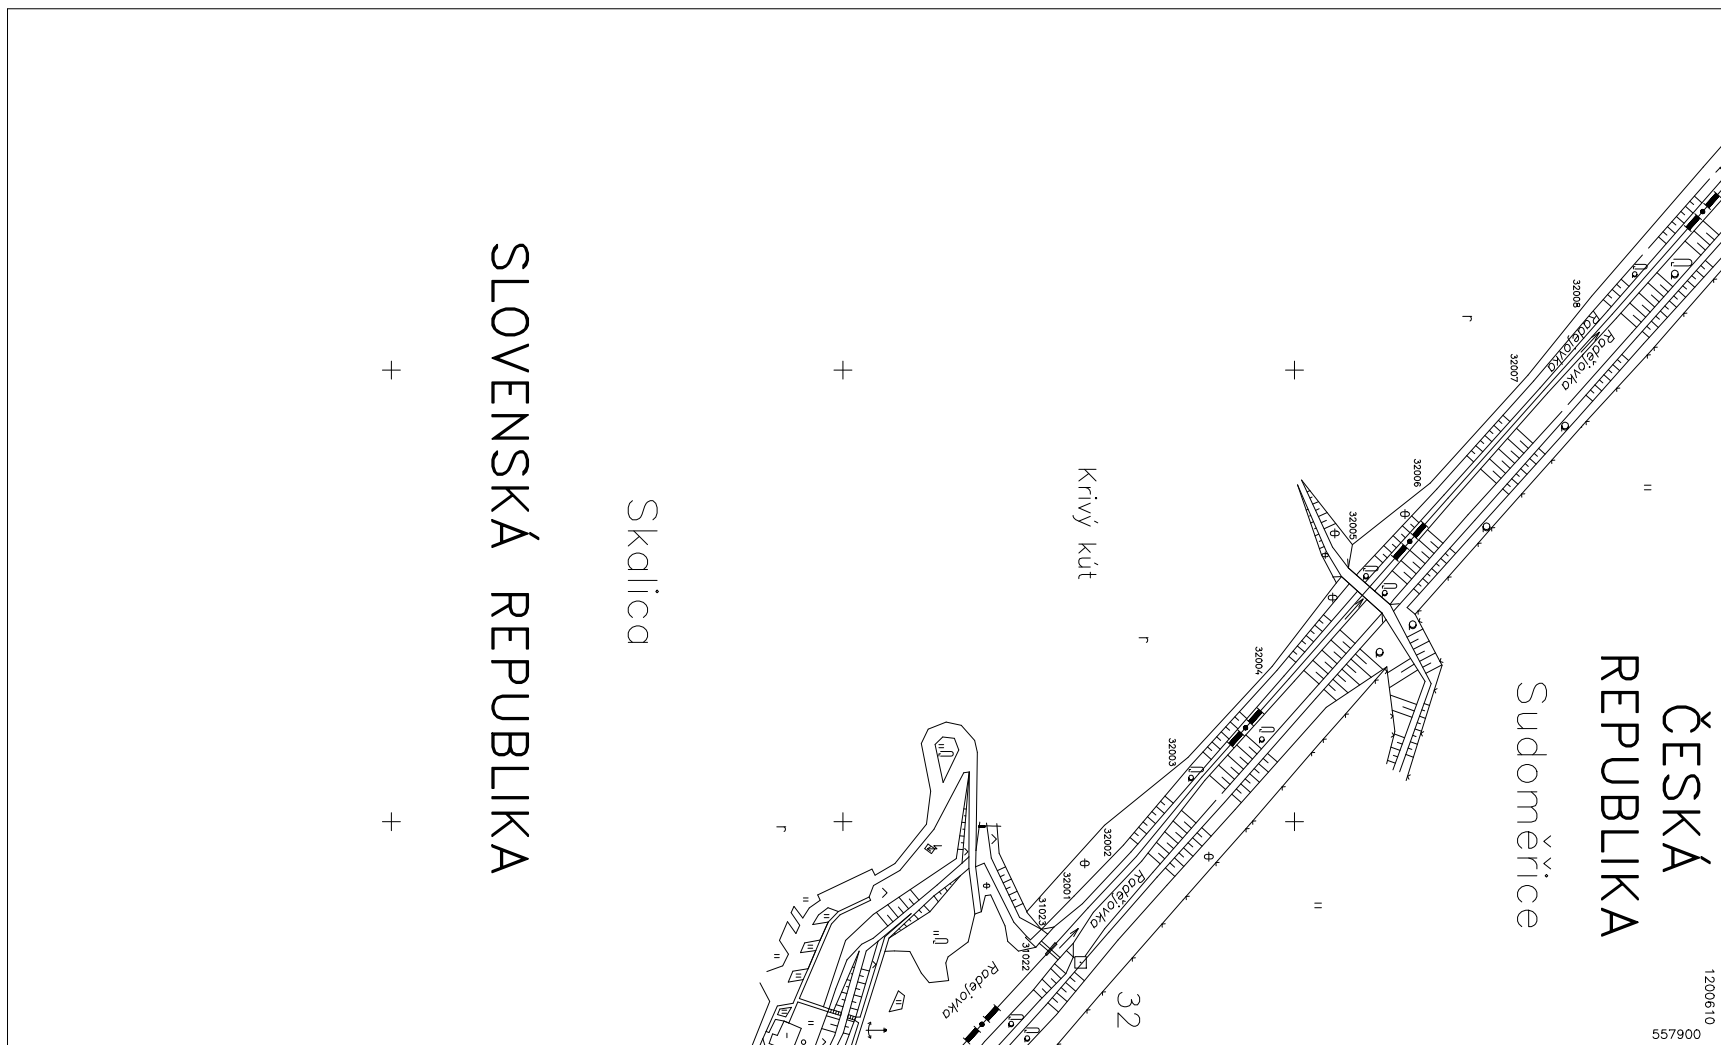 SLOVENSKÁ REPUBLIKA
Skalica
Krivý kút
ČESKÁ
REPUBLIKA
Sudoměřice
32008
Radějovka
Radějovka
32007
32006
32005
32004
32003
32002
32001
31023
31022
Radějovka
Radějovka
32
1200610
557900